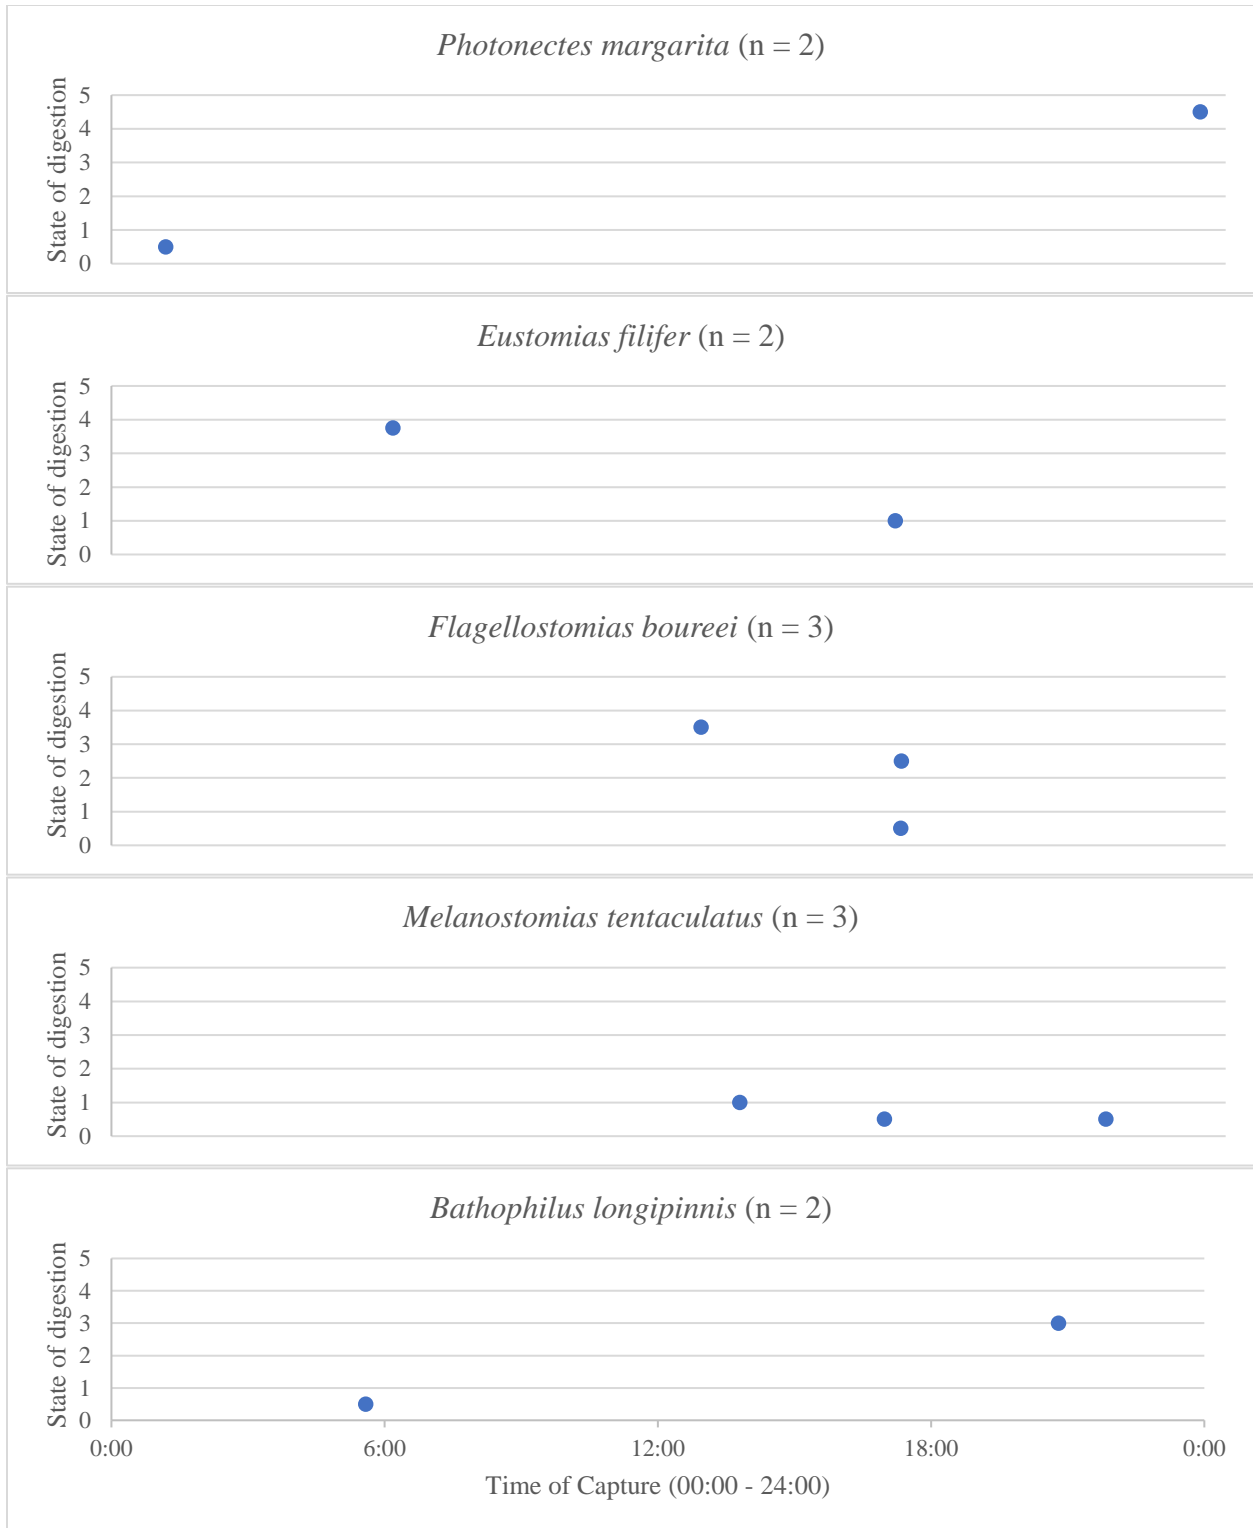 Photonectes margarita (n = 2)
State of digestion
5
4
3
2
1
0
Eustomias filifer (n = 2)
State of digestion
5
4
3
2
1
0
Flagellostomias boureei (n = 3)
State of digestion
5
4
3
2
1
0
Melanostomias tentaculatus (n = 3)
State of digestion
5
4
3
2
1
0
Bathophilus longipinnis (n = 2)
State of digestion
5
4
3
2
1
0
0:00 6:00 12:00 18:00 0:00
Time of Capture (00:00 - 24:00)